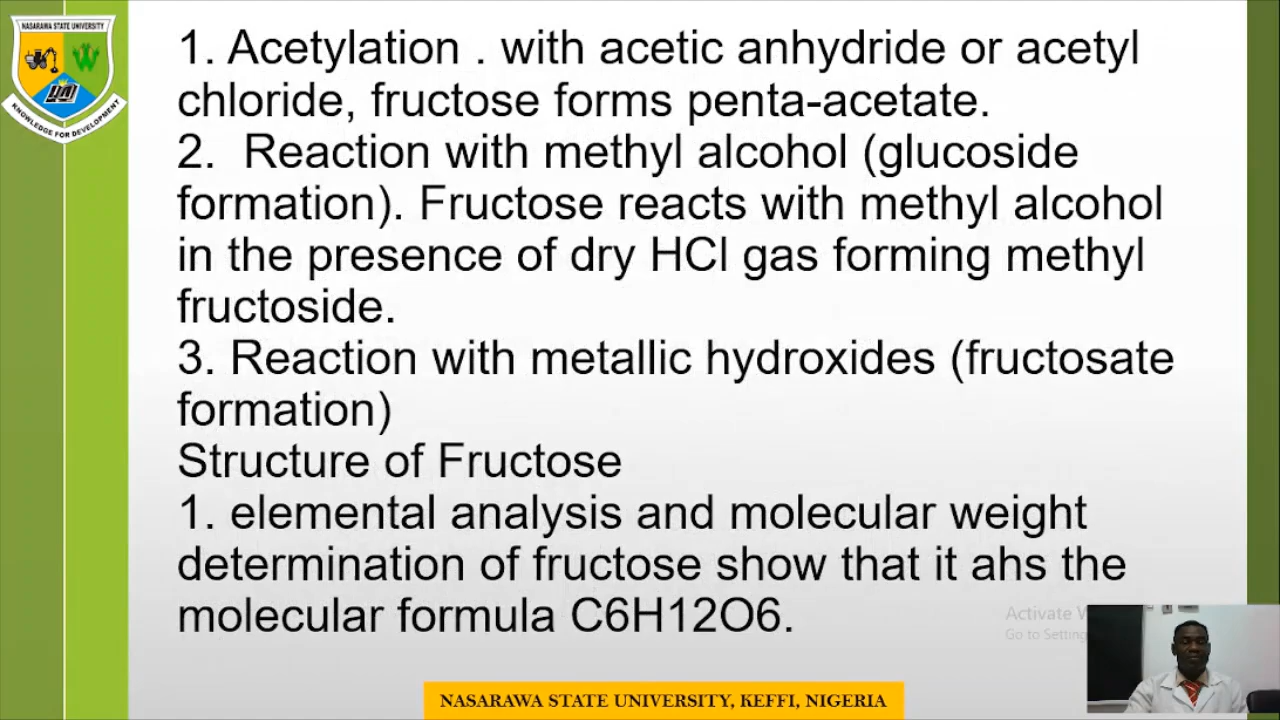 NASARAWA STATE UNIVERSITY
KNOWLEDGE FOR DEVELOPMENT
1. Acetylation . with acetic anhydride or acetyl
chloride, fructose forms penta-acetate.
2.  Reaction with methyl alcohol (glucoside
formation). Fructose reacts with methyl alcohol
in the presence of dry HCl gas forming methyl
fructoside.
3. Reaction with metallic hydroxides (fructosate
formation)
Structure of Fructose
1. elemental analysis and molecular weight
determination of fructose show that it ahs the
molecular formula C6H12O6.
Activate
Go to Setting
NASARAWA STATE UNIVERSITY, KEFFI, NIGERIA